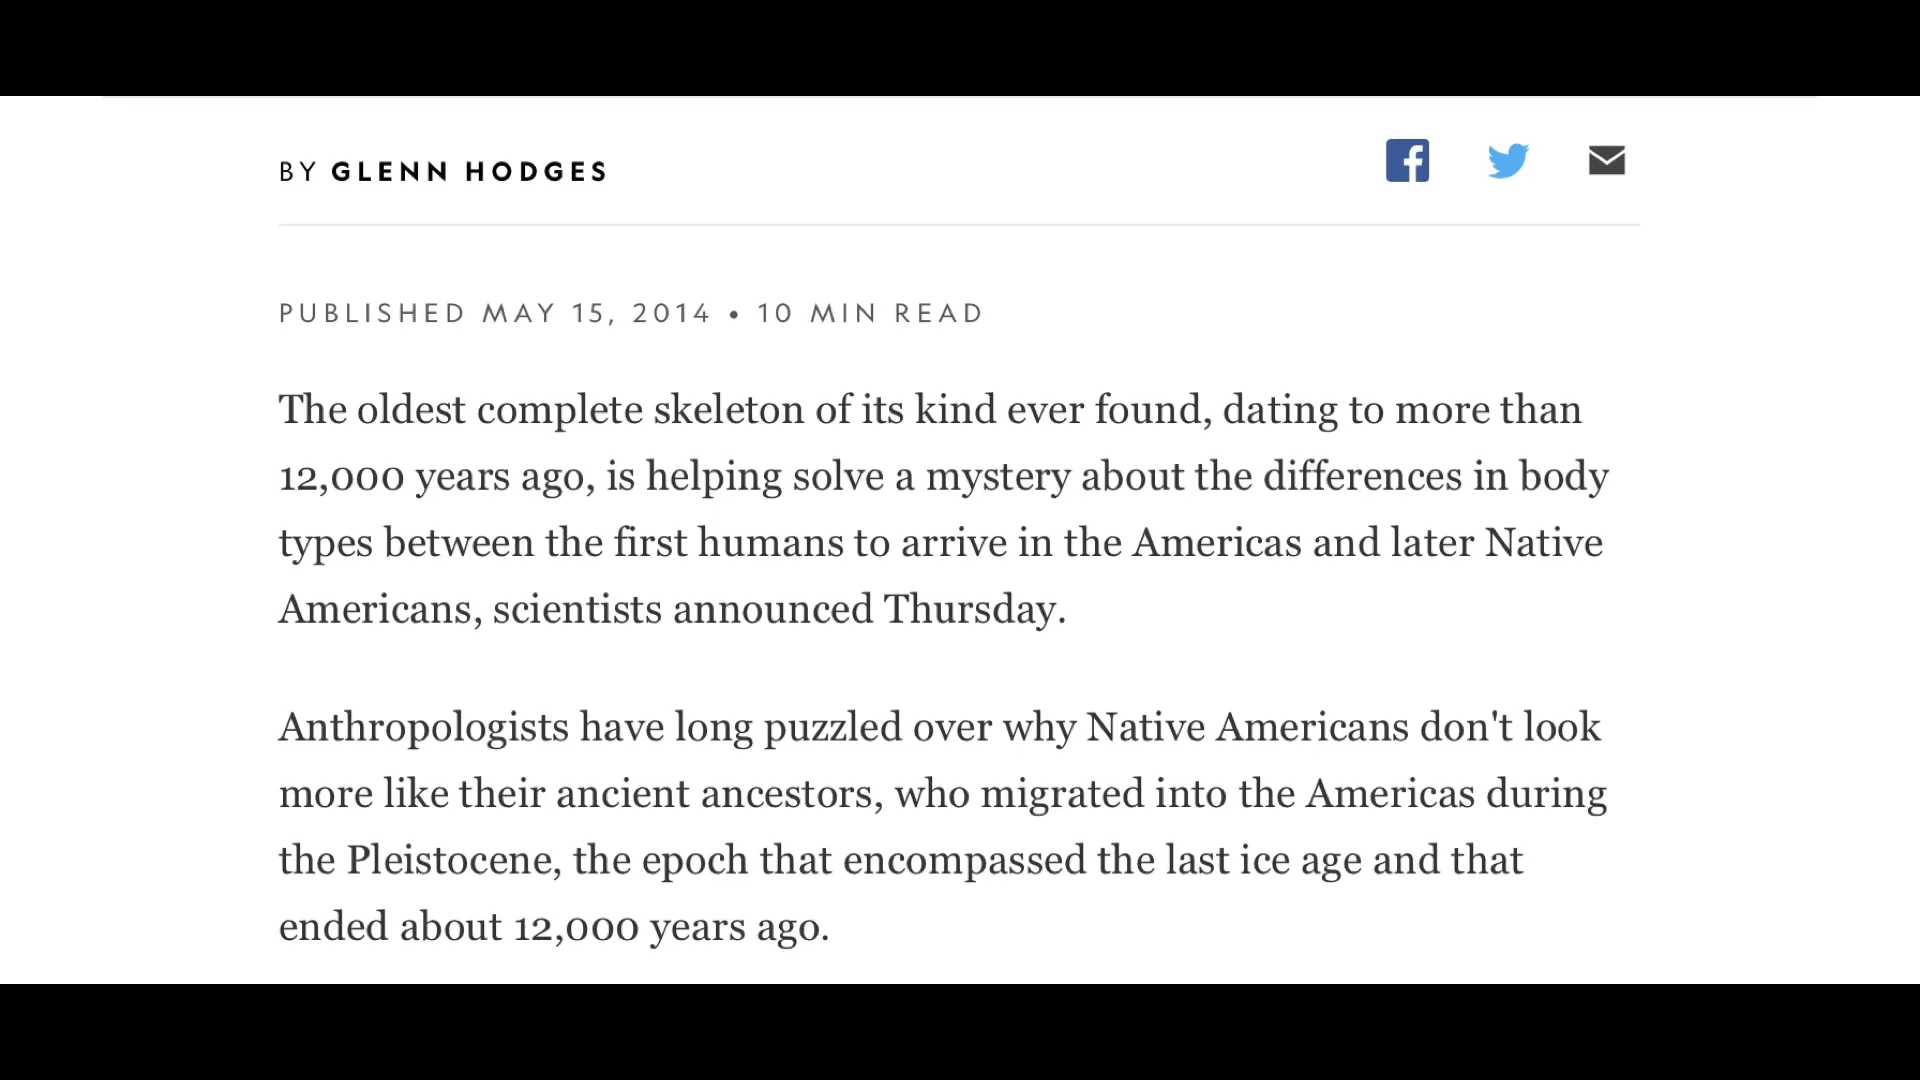 BY GLENN HODGES
PUBLISHED MAY 15, 2014 • 10 MIN READ
The oldest complete skeleton of its kind ever found, dating to more than
12,000 years ago, is helping solve a mystery about the differences in body
types between the first humans to arrive in the Americas and later Native
Americans, scientists announced Thursday.
Anthropologists have long puzzled over why Native Americans don't look
more like their ancient ancestors, who migrated into the Americas during
the Pleistocene, the epoch that encompassed the last ice age and that
ended about 12,000 years ago.